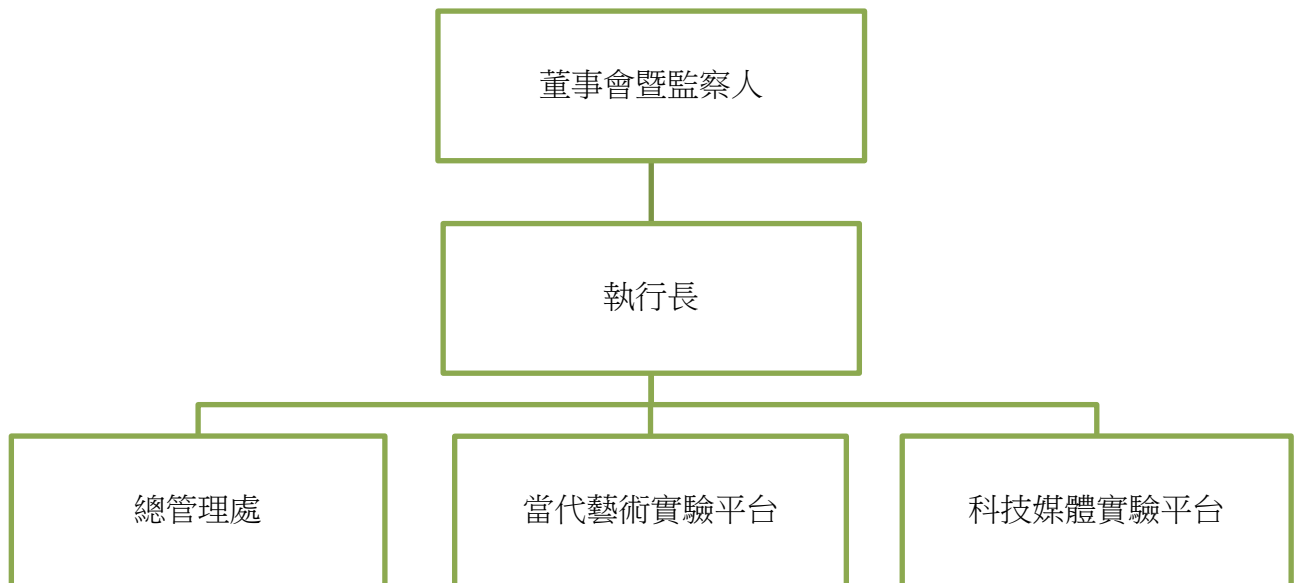 董事會暨監察人
執行長
總管理處
當代藝術實驗平台
科技媒體實驗平台